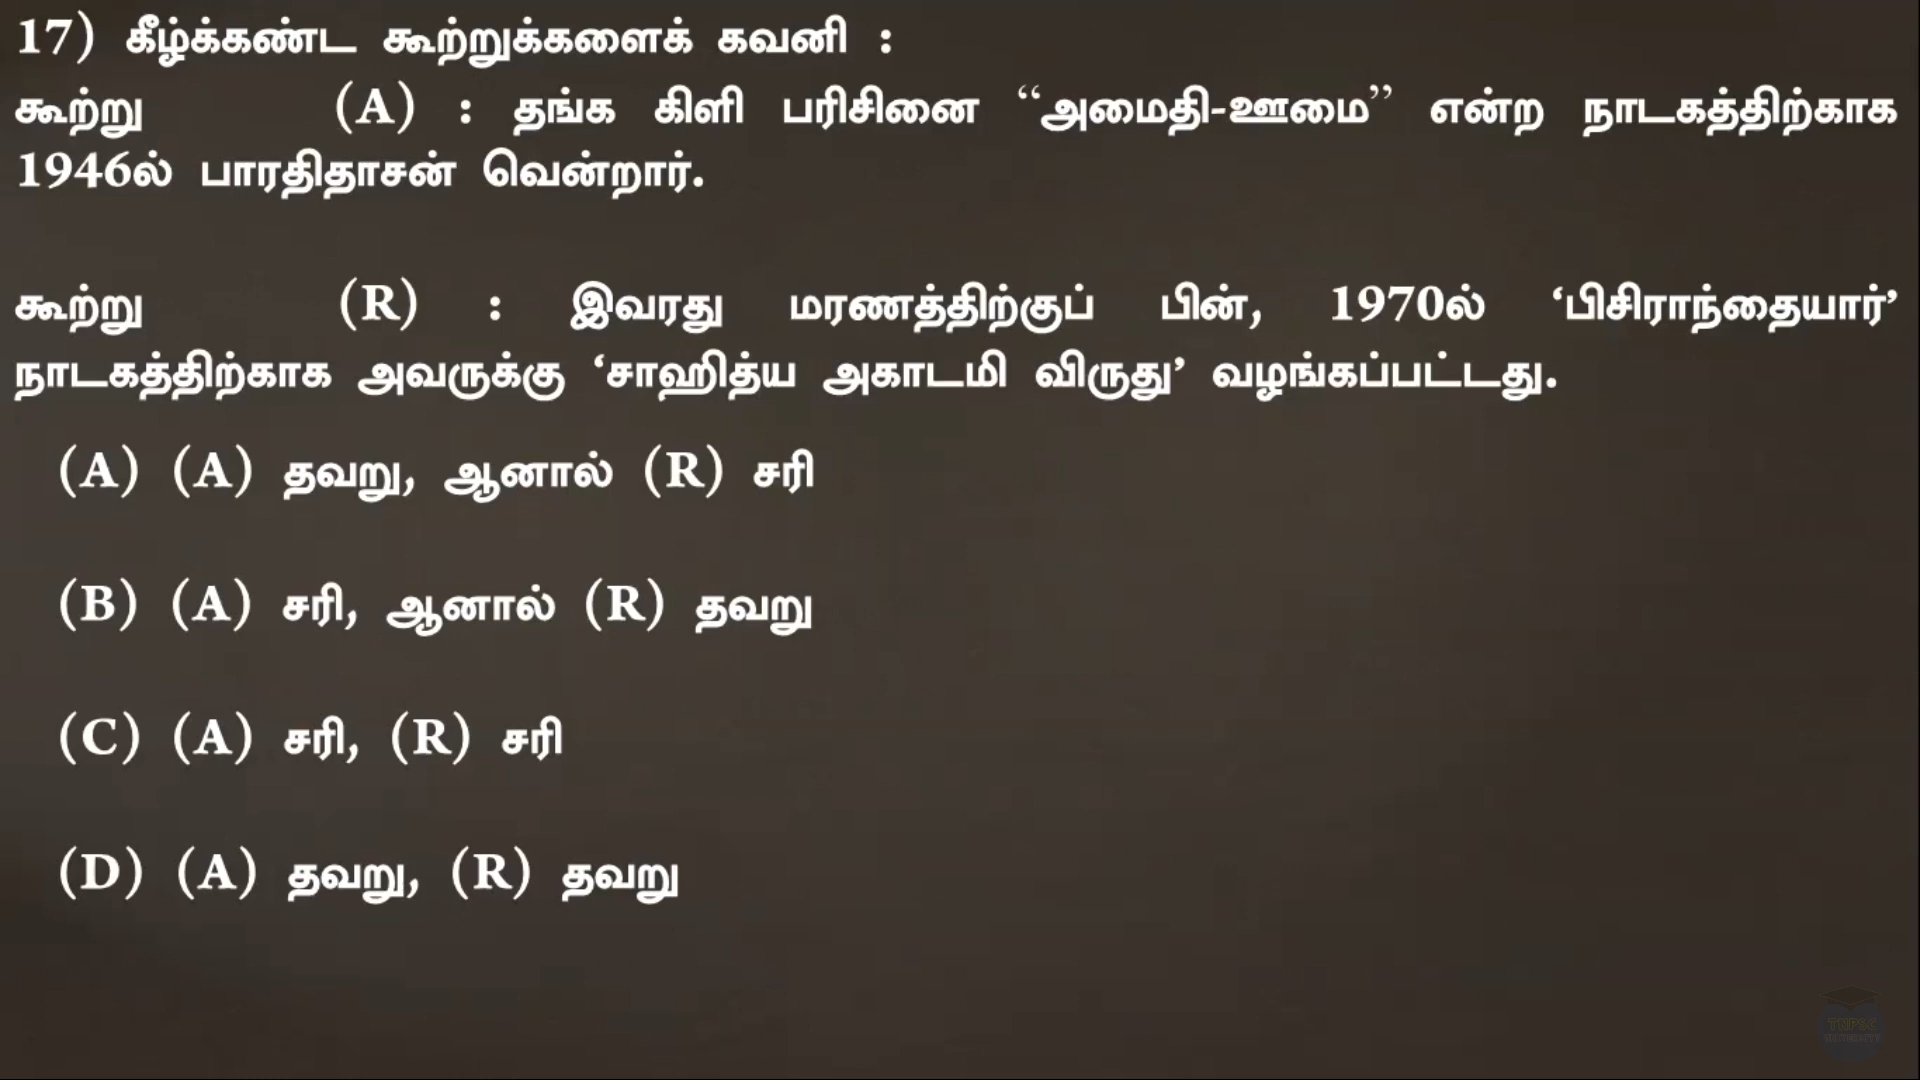 17) கீழ்க்கண்ட கூற்றுக்களைக் கவனி :
கூற்று (A) : தங்க கிளி பரிசினை “அமைதி-ஊமை” என்ற நாடகத்திற்காக
1946ல் பாரதிதாசன் வென்றார்.
கூற்று (R) : இவரது மரணத்திற்குப் பின், 1970ல் ‘பிசிராந்தையார்’
நாடகத்திற்காக அவருக்கு ‘சாஹித்ய அகாடமி விருது’ வழங்கப்பட்டது.
(A) (A) தவறு, ஆனால் (R) சரி
(B) (A) சரி, ஆனால் (R) தவறு
(C) (A) சரி, (R) சரி
(D) (A) தவறு, (R) தவறு
TNPSC